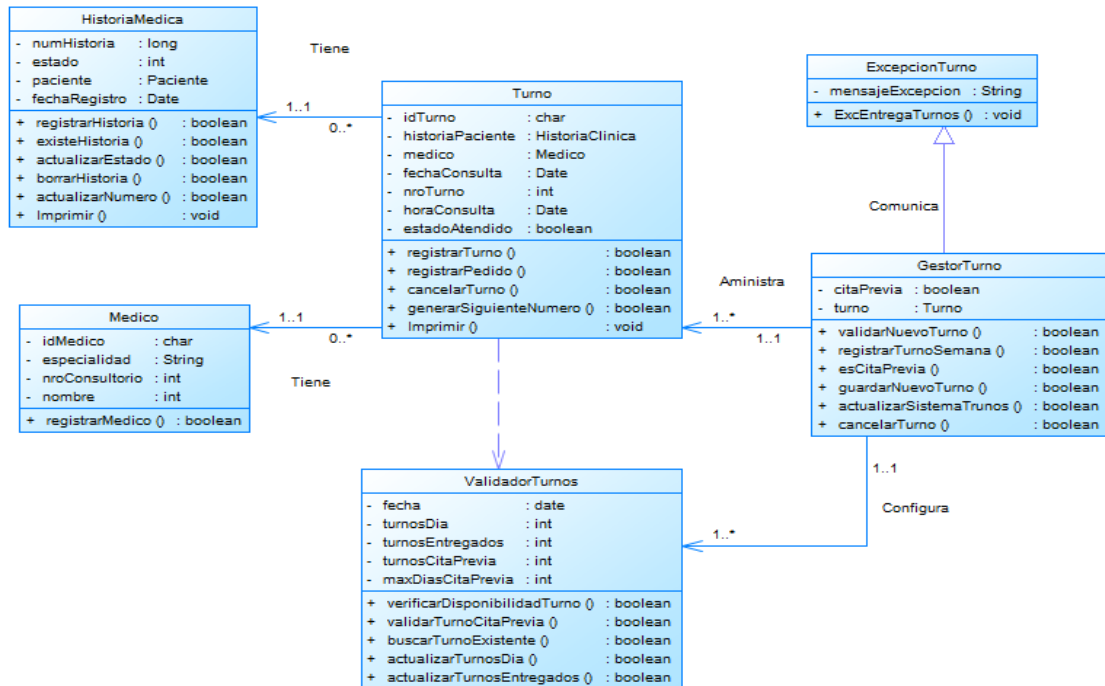 HistoriaMedica
- numHistoria : long
- estado : int
- paciente : Paciente
- fechaRegistro : Date
+ registrarHistoria () : boolean
+ existeHistoria () : boolean
+ actualizarEstado () : boolean
+ borrarHistoria () : boolean
+ actualizarNumero () : boolean
+ Imprimir () : void
Tiene
1..1
0..*
Turno
- idTurno : char
- historiaPaciente : HistoriaClinica
- medico : Medico
- fechaConsulta : Date
- nroTurno : int
- horaConsulta : Date
- estadoAtendido : boolean
+ registrarTurno () : boolean
+ registrarPedido () : boolean
+ cancelarTurno () : boolean
+ generarSiguienteNumero () : boolean
+ Imprimir () : void
ExcepcionTurno
- mensajeExcepcion : String
+ ExcEntregaTurnos () : void
Comunica
GestorTurno
- citaPrevia : boolean
- turno : Turno
+ validarNuevoTurno () : boolean
+ registrarTurnoSemana () : boolean
+ esCitaPrevia () : boolean
+ guardarNuevoTurno () : boolean
+ actualizarSistemaTrunos () : boolean
+ cancelarTurno () : boolean
Aministra
1..*
1..1
Medico
- idMedico : char
- especialidad : String
- nroConsultorio : int
- nombre : int
+ registrarMedico () : boolean
1..1
0..*
Tiene
1..1
Configura
1..*
ValidadorTurnos
- fecha : date
- turnosDia : int
- turnosEntregados : int
- turnosCitaPrevia : int
- maxDiasCitaPrevia : int
+ verificarDisponibilidadTurno () : boolean
+ validarTurnoCitaPrevia () : boolean
+ buscarTurnoExistente () : boolean
+ actualizarTurnosDia () : boolean
+ actualizarTurnosEntregados () : boolean